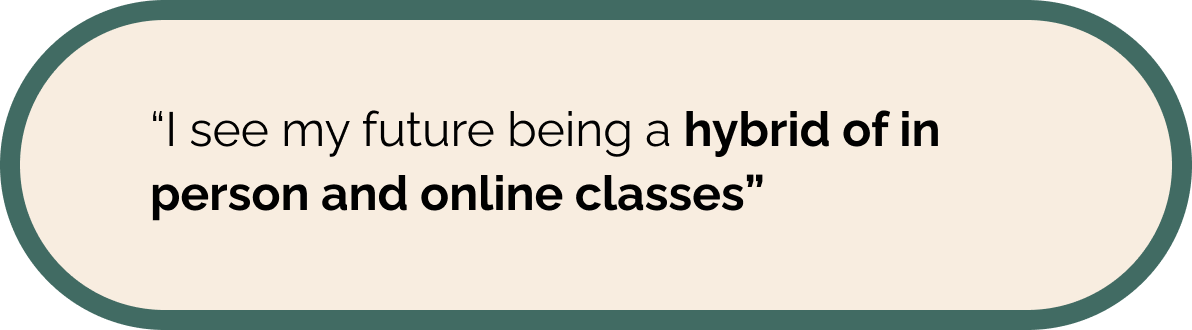 “I see my future being a hybrid of in
person and online classes”